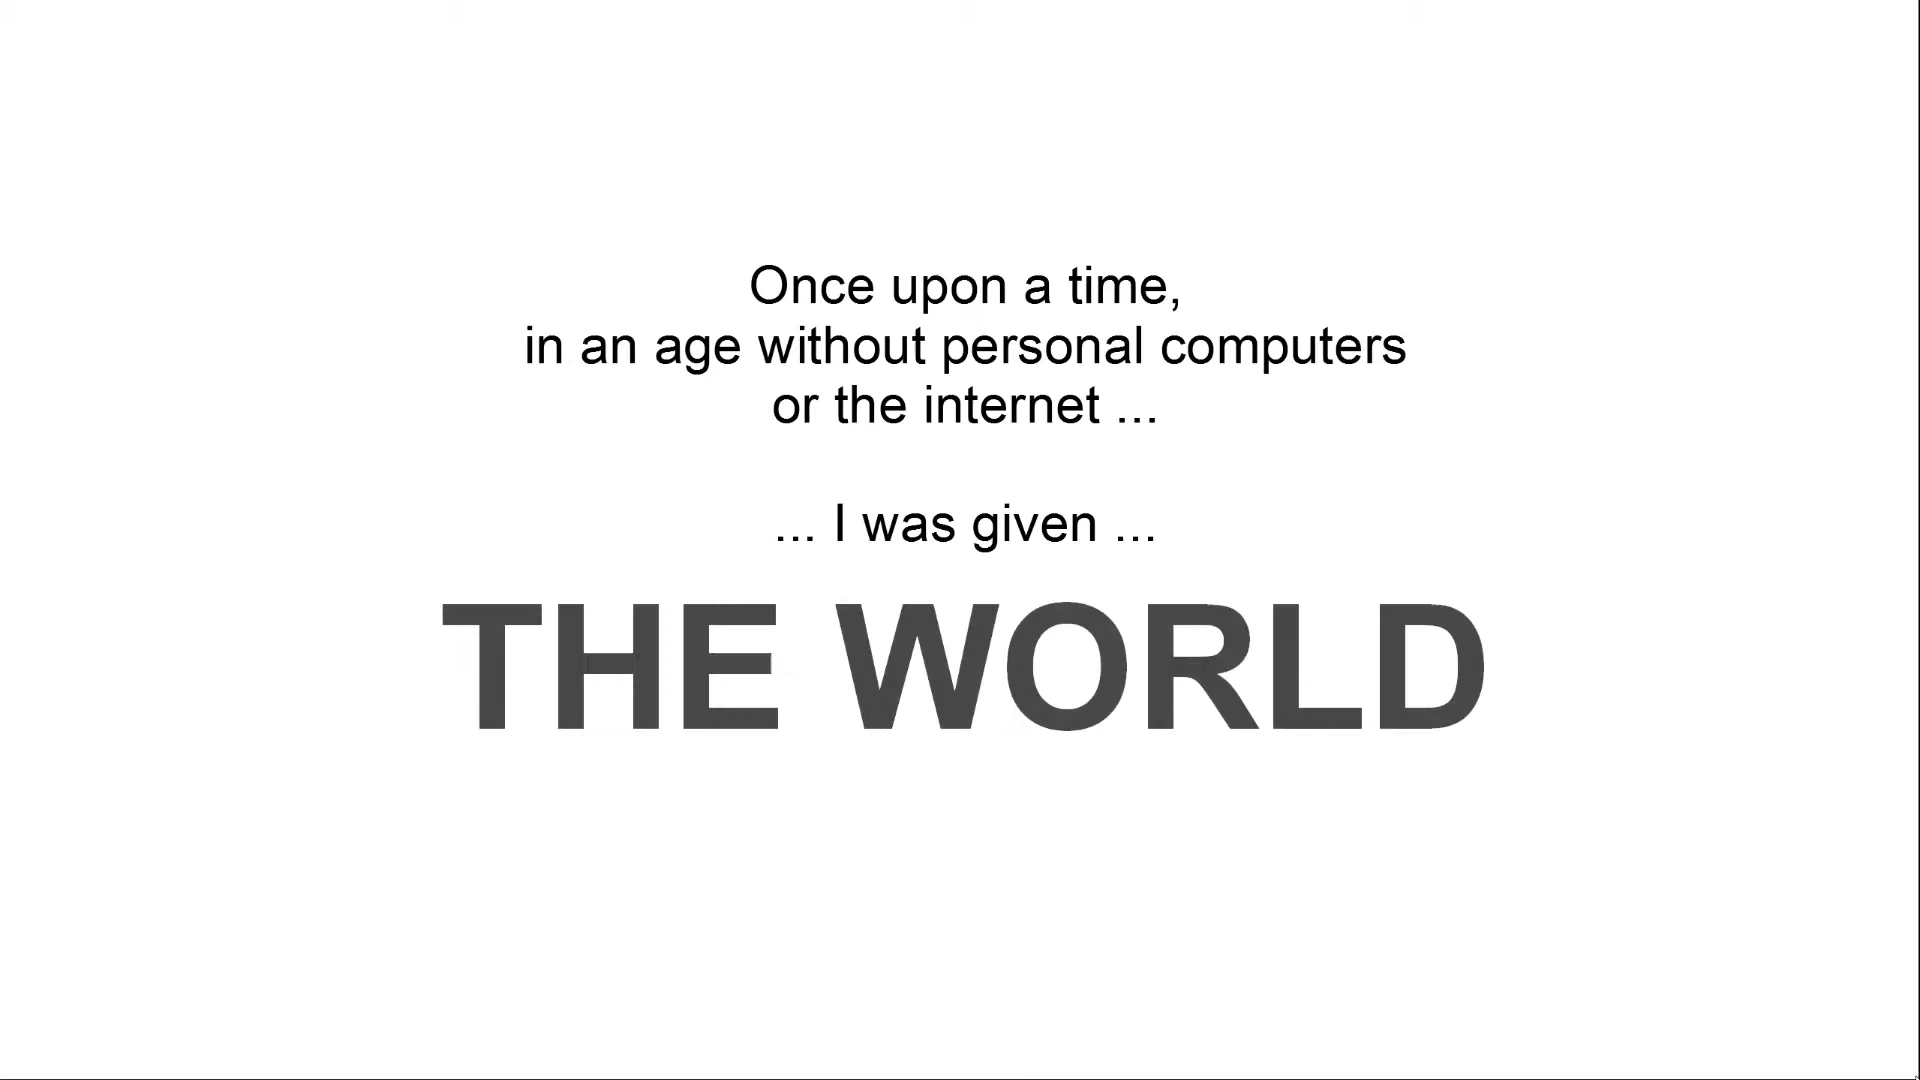 Once upon a time,
in an age without personal computers
or the internet ...
... I was given ...
THE WORLD